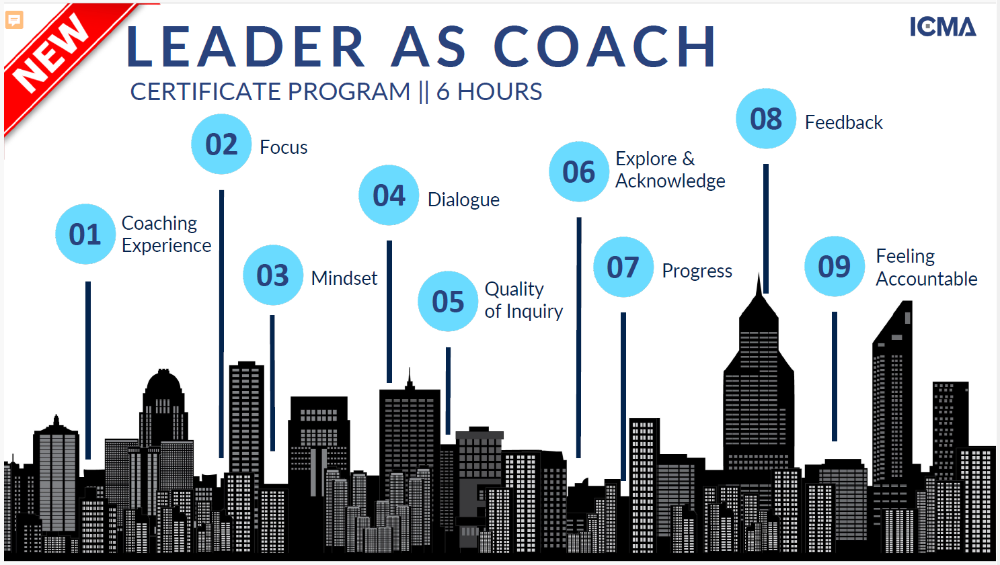 NEW
LEADER AS COACH
ICMA
CERTIFICATE PROGRAM || 6 HOURS
01
Coaching
Experience
02
Focus
03
Mindset
04
Dialogue
05
Quality
of Inquiry
06
Explore &
Acknowledge
07
Progress
08
Feedback
09
Feeling
Accountable